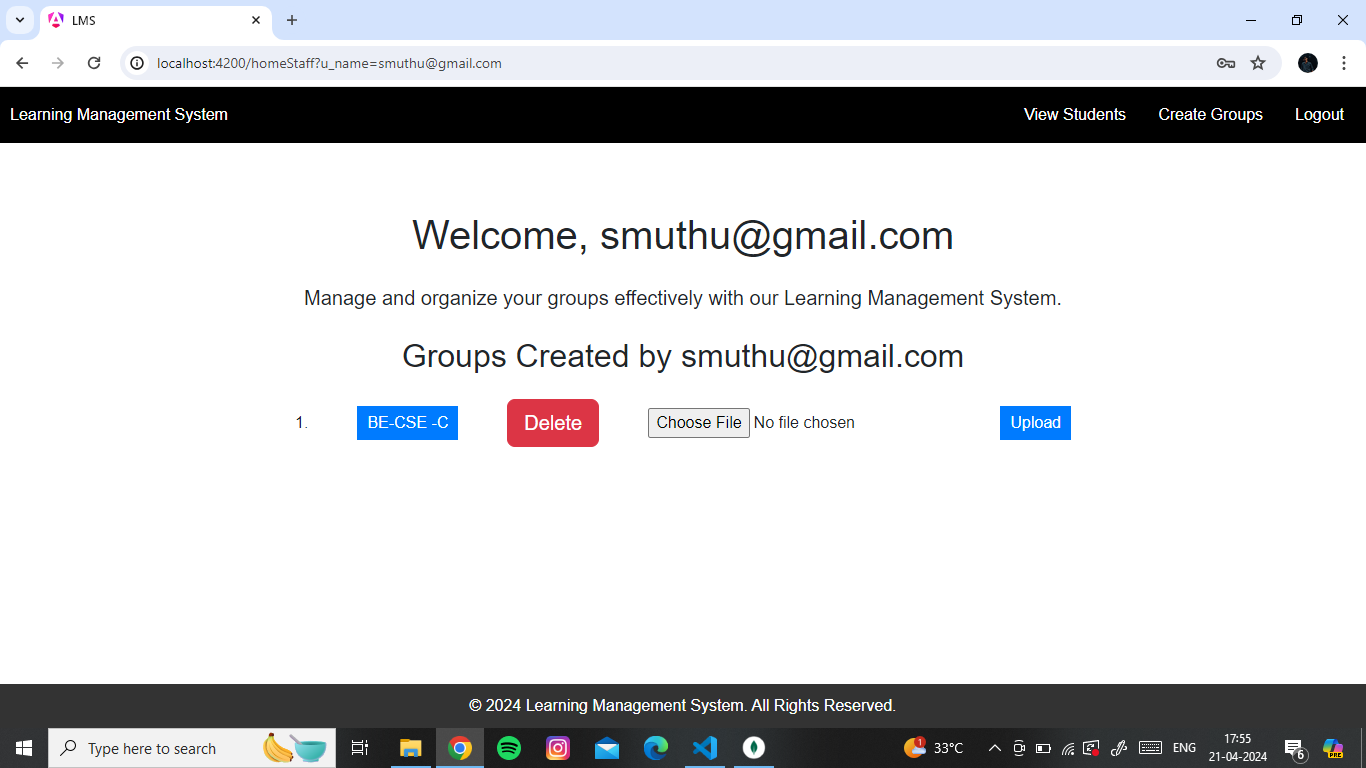 LMS
localhost:4200/homeStaff?u_name=smuthu@gmail.com
Learning Management System View Students Create Groups Logout
Welcome, smuthu@gmail.com
Manage and organize your groups effectively with our Learning Management System.
Groups Created by smuthu@gmail.com
1. BE-CSE -C Delete Choose File No file chosen Upload
© 2024 Learning Management System. All Rights Reserved.
Type here to search 1 33°C ENG 17:55 6 PRE
21-04-2024